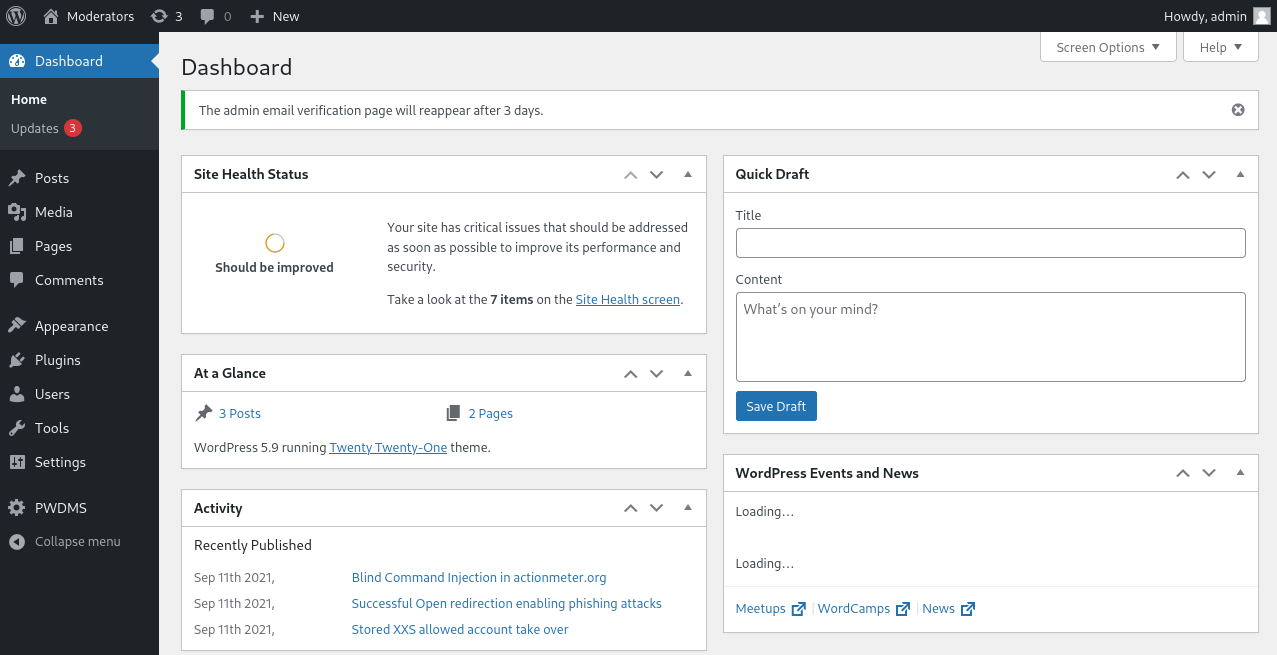 Moderators 3 0 New Howdy, admin
Dashboard
Home
Updates 3
Posts
Media
Pages
Comments
Appearance
Plugins
Users
Tools
Settings
PWDMS
Collapse menu
Screen Options Help
Dashboard
The admin email verification page will reappear after 3 days.
Site Health Status
Should be improved
Your site has critical issues that should be addressed
as soon as possible to improve its performance and
security.
Take a look at the 7 items on the Site Health screen.
At a Glance
3 Posts 2 Pages
WordPress 5.9 running Twenty Twenty-One theme.
Activity
Recently Published
Sep 11th 2021, Blind Command Injection in actionmeter.org
Sep 11th 2021, Successful Open redirection enabling phishing attacks
Sep 11th 2021, Stored XXS allowed account take over
Quick Draft
Title
Content
What's on your mind?
Save Draft
WordPress Events and News
Loading…
Loading…
Meetups | WordCamps | News